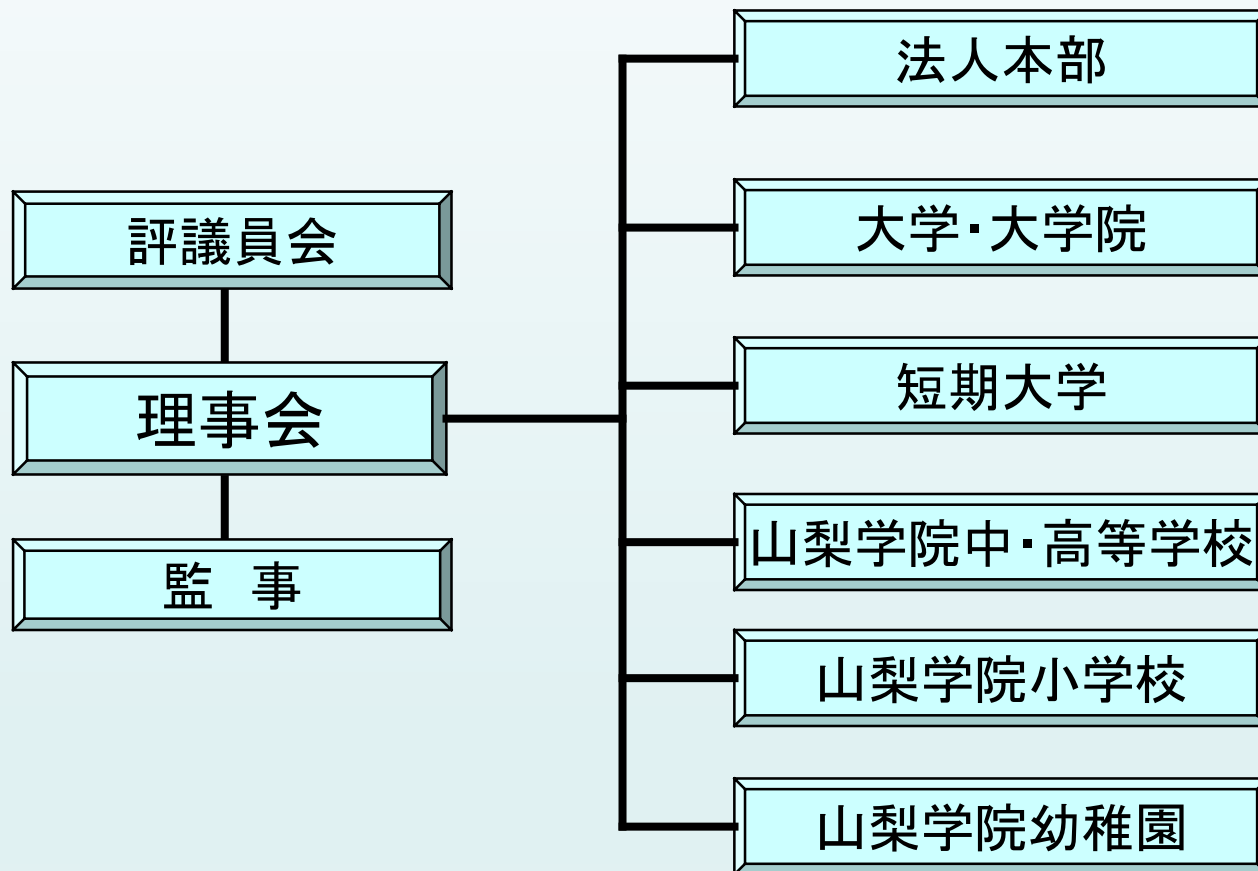 評議員会
理事会
監　事
法人本部
大学・大学院
短期大学
山梨学院中・高等学校
山梨学院小学校
山梨学院幼稚園